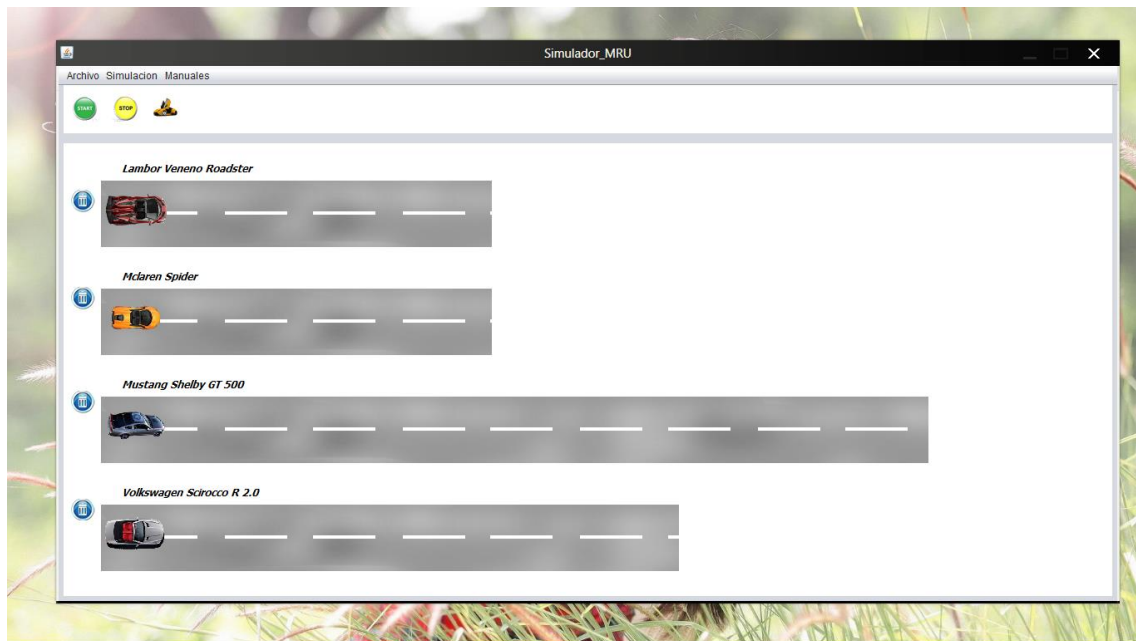 Simulador_MRU
Archivo Simulacion Manuales
START STOP
Lambor Veneno Roadster
Mclaren Spider
Mustang Shelby GT 500
Volkswagen Scirocco R 2.0